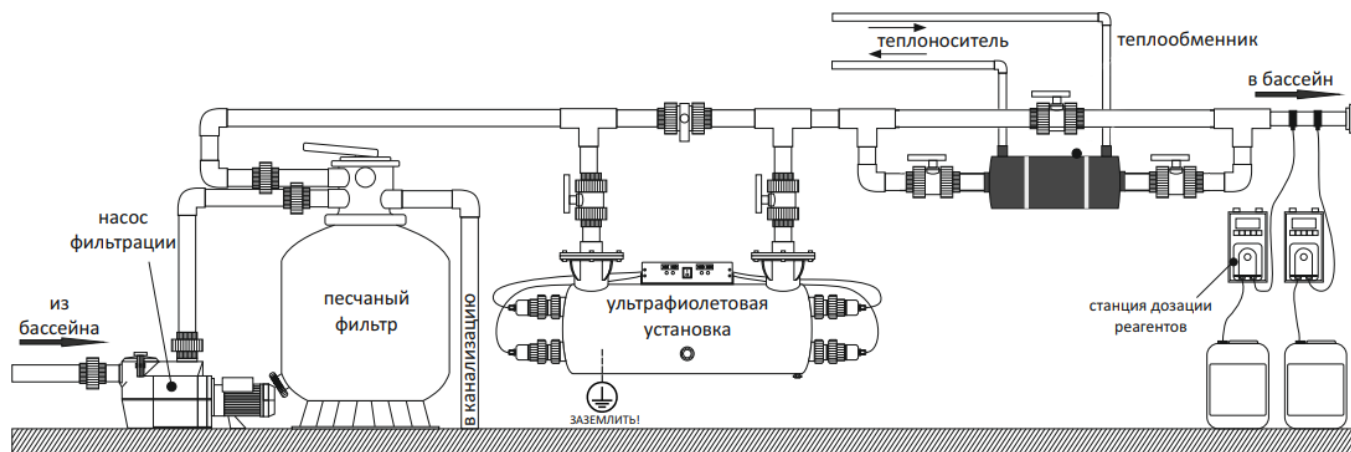 теплоноситель
теплообменник
в бассейн
насос
фильтрации
из
бассейна
песчаный
фильтр
в канализацию
ультрафиолетовая
установка
ЗАЗЕМЛИТЬ!
станция дозации
реагентов